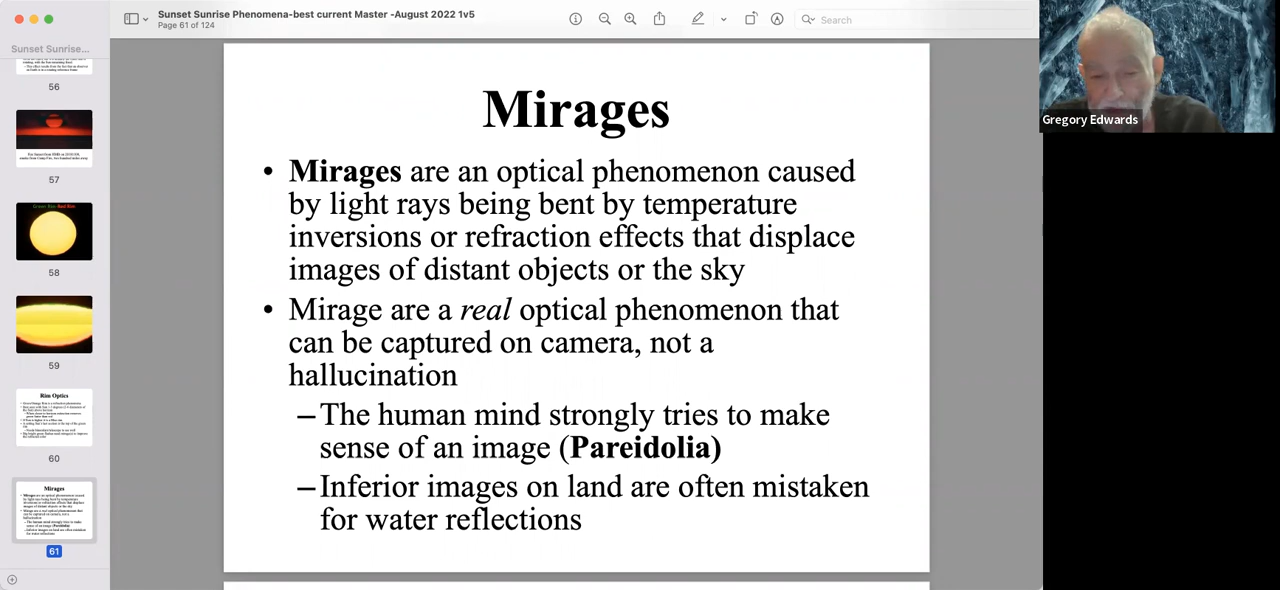 Sunset Sunrise Phenomena-best current Master -August 2022 1v5
Page 61 of 124
Search
Sunset Sunrise...
56
57
58
59
Rim Optics
60
Mirages
61
Mirages
• Mirages are an optical phenomenon caused
by light rays being bent by temperature
inversions or refraction effects that displace
images of distant objects or the sky
• Mirage are a real optical phenomenon that
can be captured on camera, not a
hallucination
– The human mind strongly tries to make
sense of an image (Pareidolia)
– Inferior images on land are often mistaken
for water reflections
Gregory Edwards